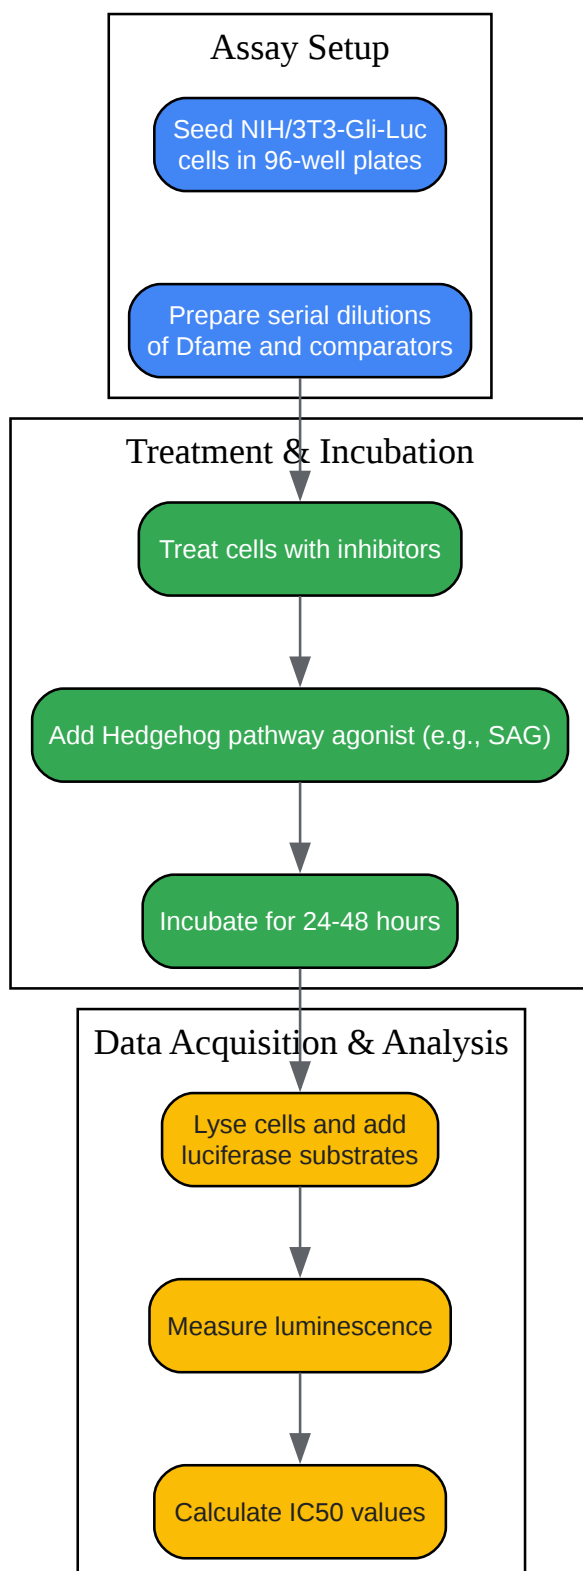 Assay Setup
Seed NIH/3T3-Gli-Luc
cells in 96-well plates
Prepare serial dilutions
of Dfame and comparators
Treatment & Incubation
Treat cells with inhibitors
Add Hedgehog pathway agonist (e.g., SAG)
Incubate for 24-48 hours
Data Acquisition & Analysis
Lyse cells and add
luciferase substrates
Measure luminescence
Calculate IC50 values